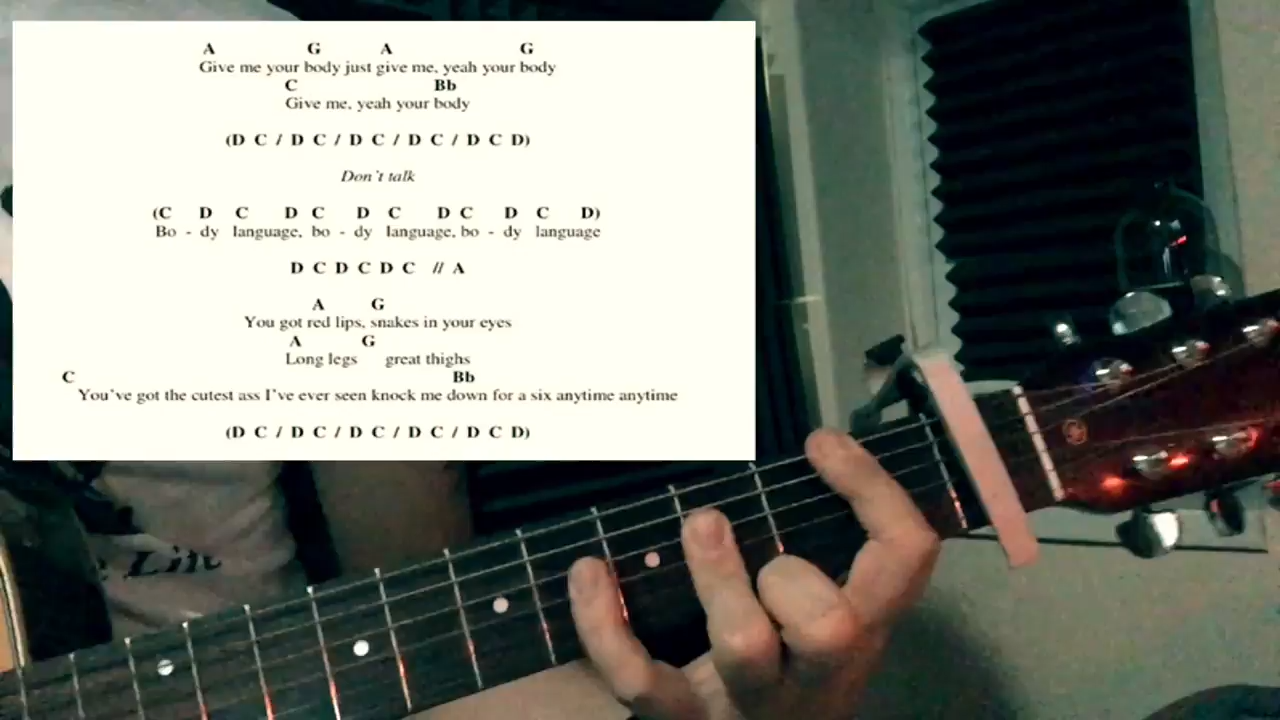 A G A G
Give me your body just give me, yeah your body
C Bb
Give me, yeah your body
(D C / D C / D C / D C / D C D)
Don't talk
(C D C D C D C D C D C D)
Bo - dy language, bo - dy language, bo - dy language
D C D C D C // A
A G
You got red lips, snakes in your eyes
A G
Long legs great thighs
C Bb
You've got the cutest ass I've ever seen knock me down for a six anytime anytime
(D C / D C / D C / D C / D C D)